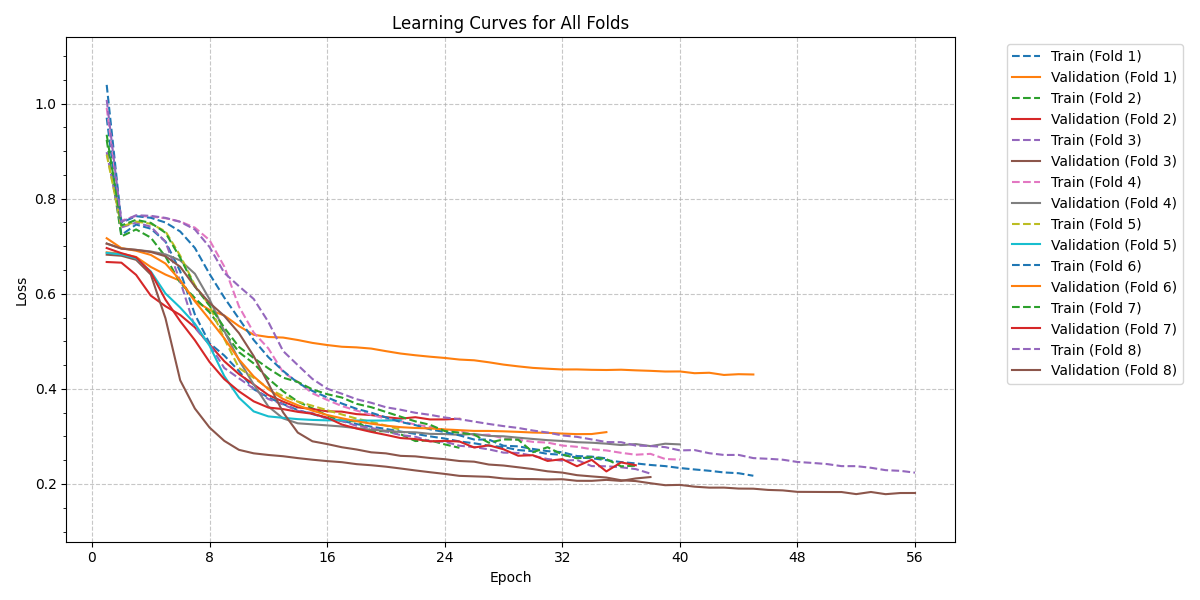 Learning Curves for All Folds
Loss
1.0
0.8
0.6
0.4
0.2
0 8 16 24 32 40 48 56
Epoch
Train (Fold 1)
Validation (Fold 1)
Train (Fold 2)
Validation (Fold 2)
Train (Fold 3)
Validation (Fold 3)
Train (Fold 4)
Validation (Fold 4)
Train (Fold 5)
Validation (Fold 5)
Train (Fold 6)
Validation (Fold 6)
Train (Fold 7)
Validation (Fold 7)
Train (Fold 8)
Validation (Fold 8)